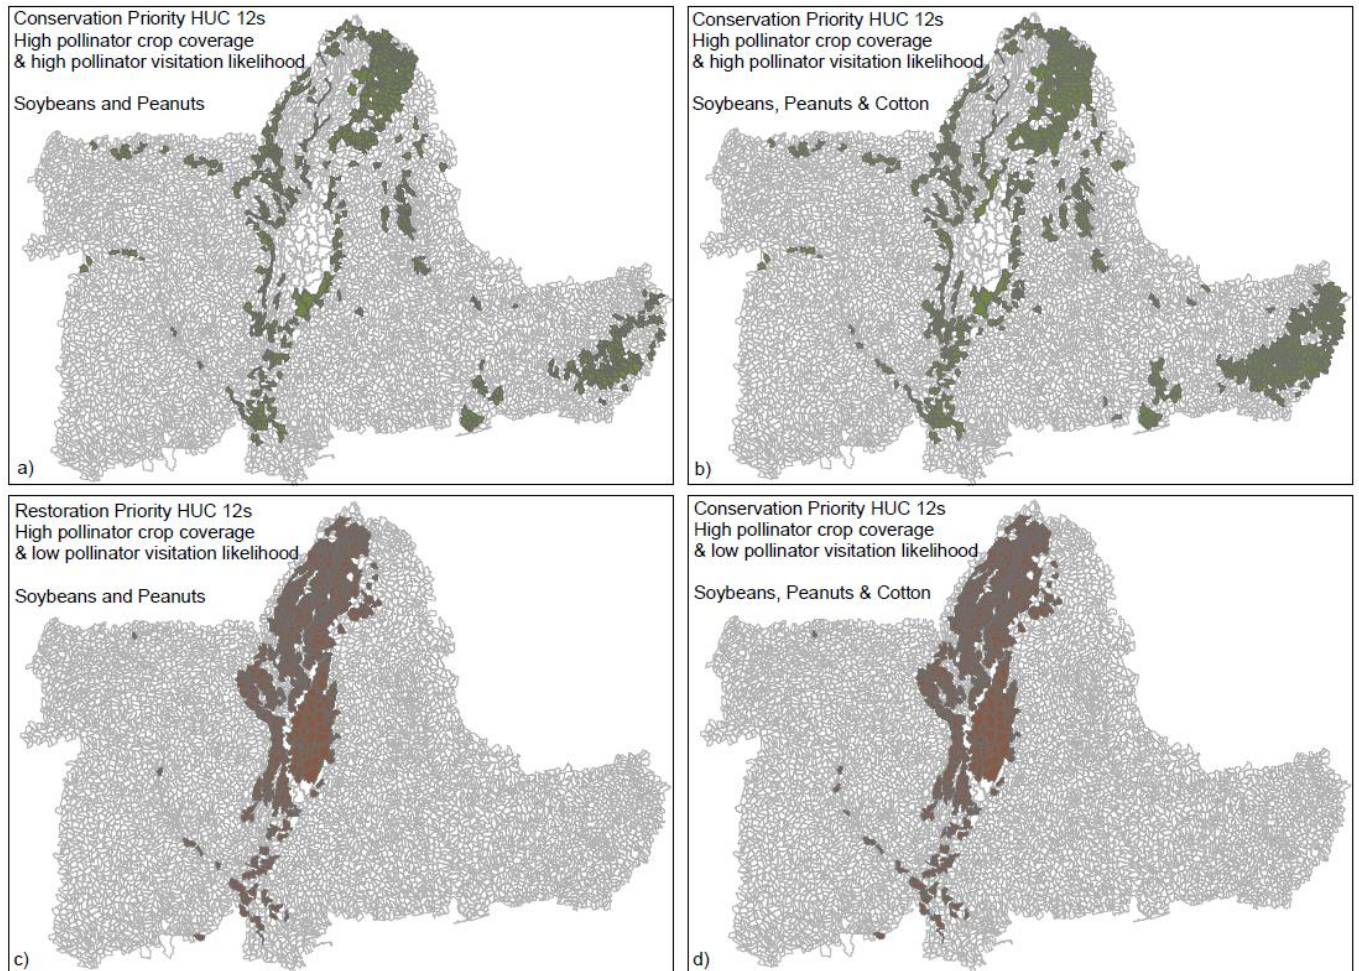 Conservation Priority HUC 12s
High pollinator crop coverage
& high pollinator visitation likelihood
Soybeans and Peanuts
a)
Conservation Priority HUC 12s
High pollinator crop coverage
& high pollinator visitation likelihood
Soybeans, Peanuts & Cotton
b)
Restoration Priority HUC 12s
High pollinator crop coverage
& low pollinator visitation likelihood
Soybeans and Peanuts
c)
Conservation Priority HUC 12s
High pollinator crop coverage
& low pollinator visitation likelihood
Soybeans, Peanuts & Cotton
d)